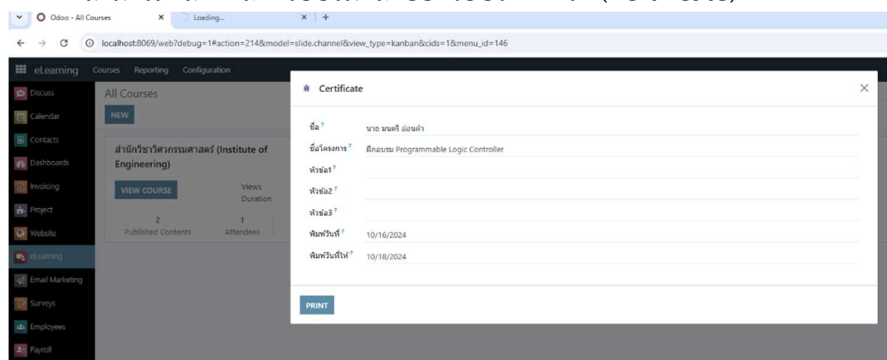 Odoo - All Courses
Loading...
localhost:8069/web?debug=1#action=214&model=slide.channel&view_type=kanban&cids=1&menu_id=146
eLearning Courses Reporting Configuration
Discuss
Calendar
Contacts
Dashboards
Invoicing
Project
Website
eLearning
Email Marketing
Surveys
Employees
Payroll
All Courses
NEW
สำนักวิชาวิศวกรรมศาสตร์ (Institute of
Engineering)
VIEW COURSE
Views
Duration
2
Published Contents
1
Attendees
Certificate
ชื่อ ? นาย มนตรี อ่อนคำ
ชื่อโครงการ ? ฝึกอบรม Programmable Logic Controller
หัวข้อ1 ?
หัวข้อ2 ?
หัวข้อ3 ?
พิมพ์วันที่ ? 10/16/2024
พิมพ์วันที่ให้ ? 10/18/2024
PRINT